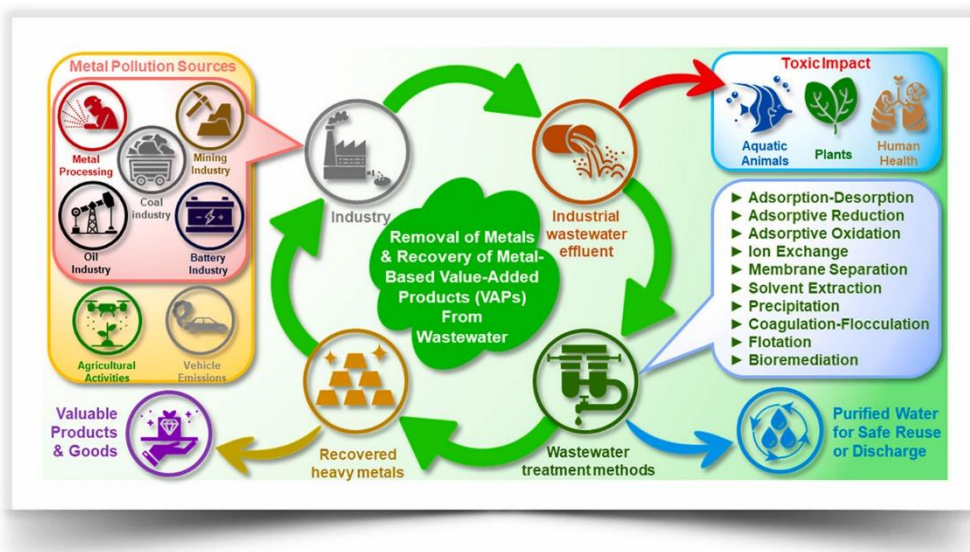 Metal Pollution Sources
Metal
Processing
Mining
Industry
Coal
industry
Oil
Industry
Battery
Industry
Agricultural
Activities
Vehicle
Emissions
Industry
Industrial
wastewater
effluent
Toxic Impact
Aquatic
Animals
Plants
Human
Health
Removal of Metals
& Recovery of Metal-
Based Value-Added
Products (VAPs)
From
Wastewater
► Adsorption-Desorption
► Adsorptive Reduction
► Adsorptive Oxidation
► Ion Exchange
► Membrane Separation
► Solvent Extraction
► Precipitation
► Coagulation-Flocculation
► Flotation
► Bioremediation
Valuable
Products
& Goods
Recovered
heavy metals
Wastewater
treatment methods
Purified Water
for Safe Reuse
or Discharge